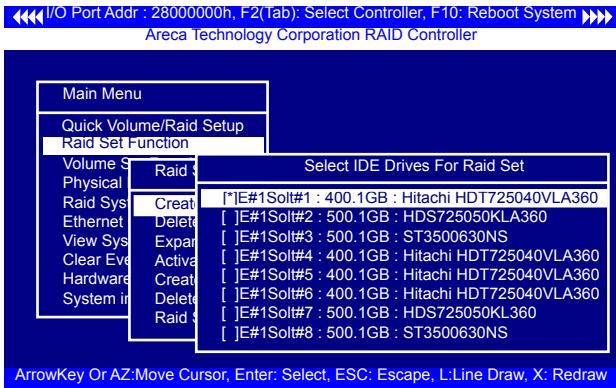 I/O Port Addr : 28000000h, F2(Tab): Select Controller, F10: Reboot System
Areca Technology Corporation RAID Controller
Main Menu
Quick Volume/Raid Setup
Raid Set Function
Volume S
Physical
Raid Sys
Ethernet
View Sys
Clear Eve
Hardware
System in
Raid S
Creat
Delete
Expan
Activa
Creat
Delete
Raid S
Select IDE Drives For Raid Set
[*]E#1Solt#1 : 400.1GB : Hitachi HDT725040VLA360
[ ]E#1Solt#2 : 500.1GB : HDS725050KLA360
[ ]E#1Solt#3 : 500.1GB : ST3500630NS
[ ]E#1Solt#4 : 400.1GB : Hitachi HDT725040VLA360
[ ]E#1Solt#5 : 400.1GB : Hitachi HDT725040VLA360
[ ]E#1Solt#6 : 400.1GB : Hitachi HDT725040VLA360
[ ]E#1Solt#7 : 500.1GB : HDS725050KL360
[ ]E#1Solt#8 : 500.1GB : ST3500630NS
ArrowKey Or AZ:Move Cursor, Enter: Select, ESC: Escape, L:Line Draw, X: Redraw